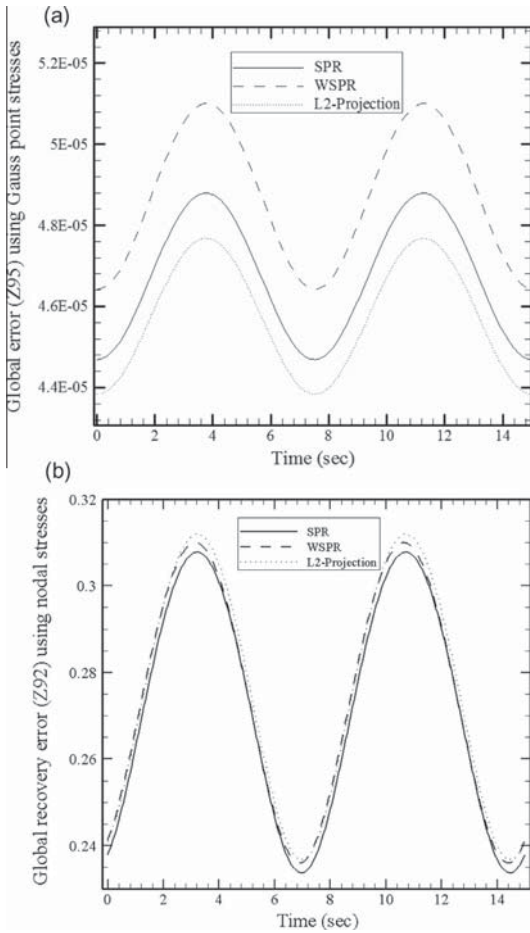 (a)
5.2E-05
SPR
WSPR
L2-Projection
5E-05
4.8E-05
4.6E-05
4.4E-05
Global error (Z95) using Gauss point stresses
0 2 4 6 8 10 12 14
Time (sec)
(b)
0.32
SPR
WSPR
L2-Projection
0.3
0.28
0.26
0.24
Global recovery error (Z92) using nodal stresses
0 2 4 6 8 10 12 14
Time (sec)